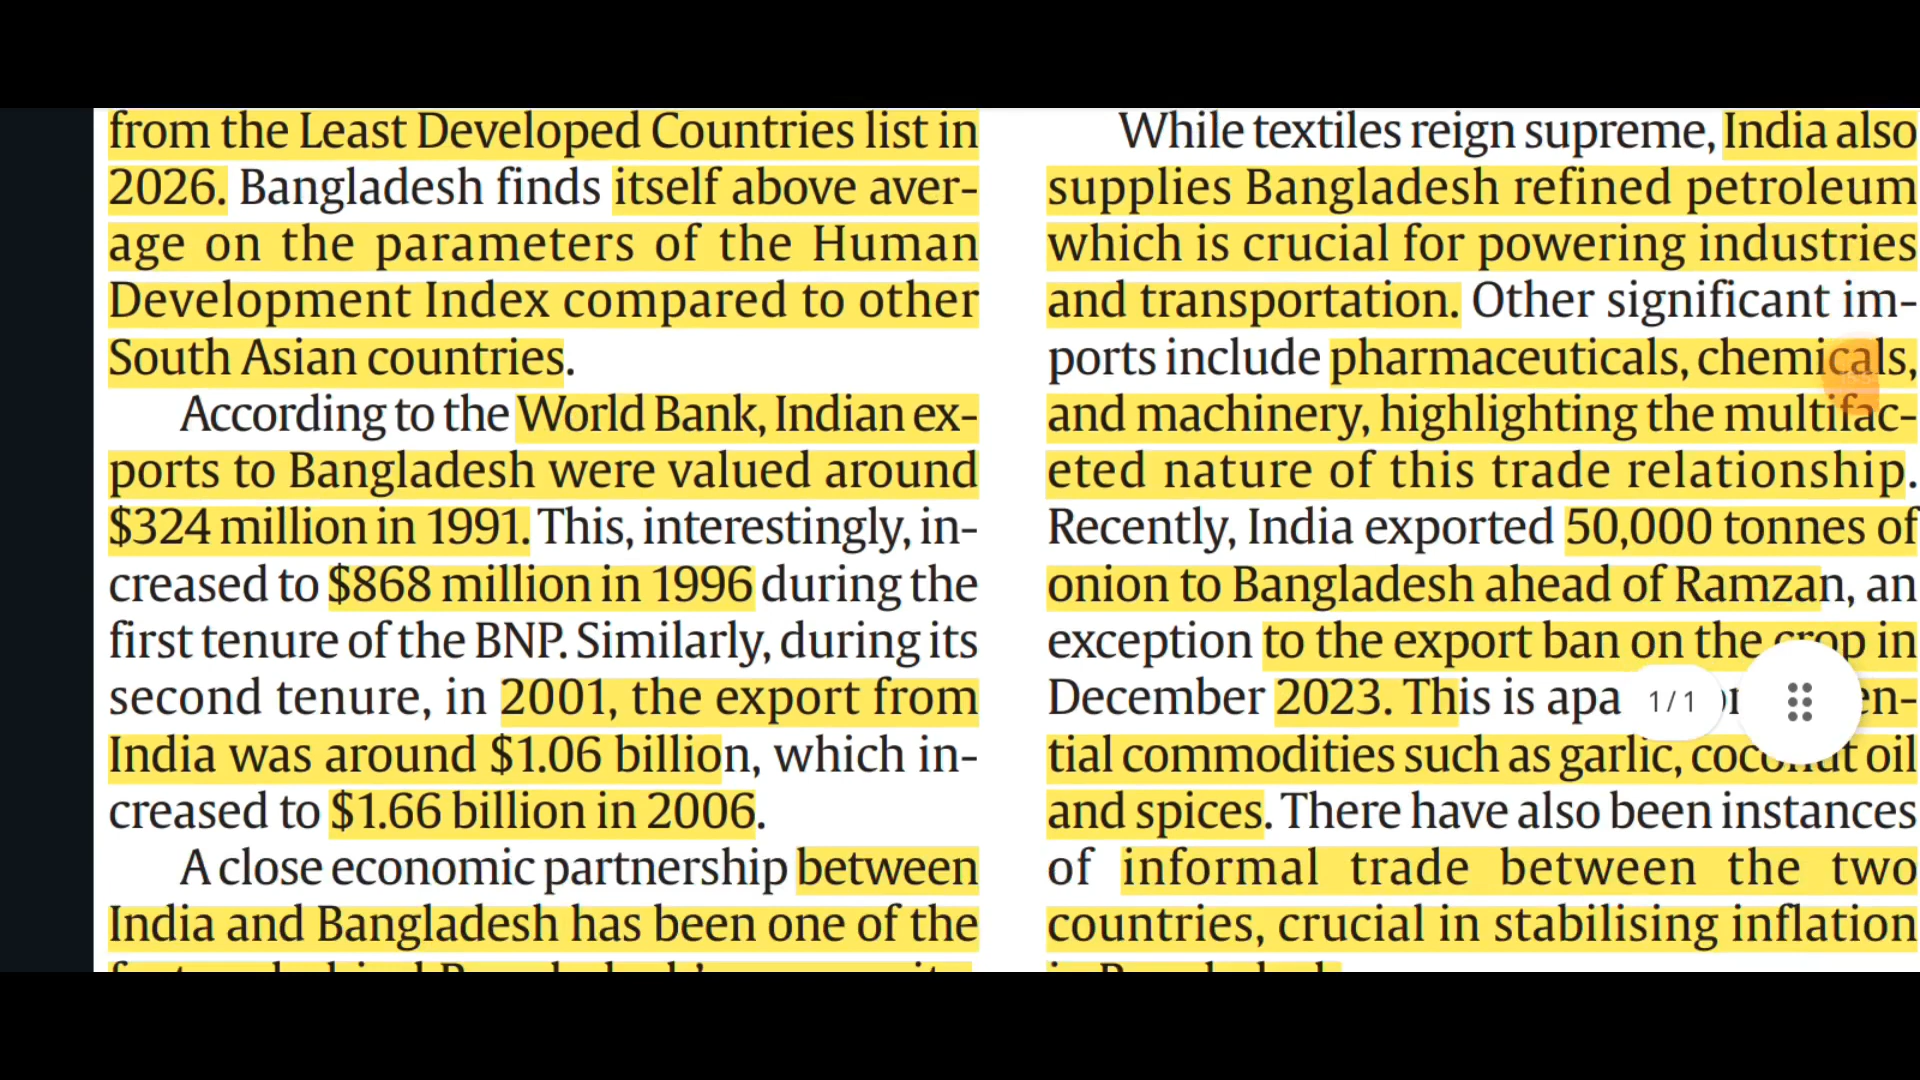 from the Least Developed Countries list in
2026. Bangladesh finds itself above aver-
age on the parameters of the Human
Development Index compared to other
South Asian countries.
According to the World Bank, Indian ex-
ports to Bangladesh were valued around
$324 million in 1991. This, interestingly, in-
creased to $868 million in 1996 during the
first tenure of the BNP. Similarly, during its
second tenure, in 2001, the export from
India was around $1.06 billion, which in-
creased to $1.66 billion in 2006.
A close economic partnership between
India and Bangladesh has been one of the
While textiles reign supreme, India also
supplies Bangladesh refined petroleum
which is crucial for powering industries
and transportation. Other significant im-
ports include pharmaceuticals, chemicals,
and machinery, highlighting the multifac-
eted nature of this trade relationship.
Recently, India exported 50,000 tonnes of
onion to Bangladesh ahead of Ramzan, an
exception to the export ban on the crop in
December 2023. This is
tial commodities such as garlic, coconut oil
and spices. There have also been instances
of informal trade between the two
countries, crucial in stabilising inflation
1/1